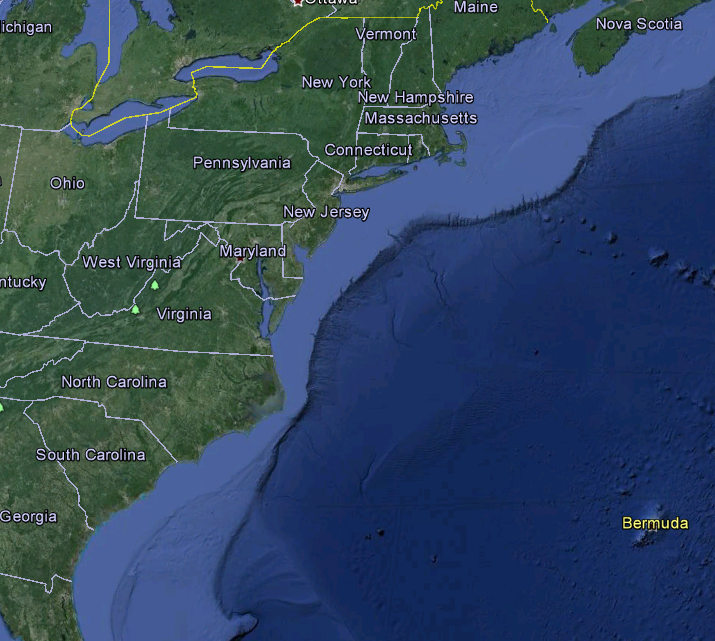 Ottawa
Maine
ichigan
Nova Scotia
Vermont
New York
New Hampshire
Massachusetts
Connecticut
Pennsylvania
Ohio
New Jersey
Maryland
West Virginia
ntucky
Virginia
North Carolina
South Carolina
Georgia
Bermuda